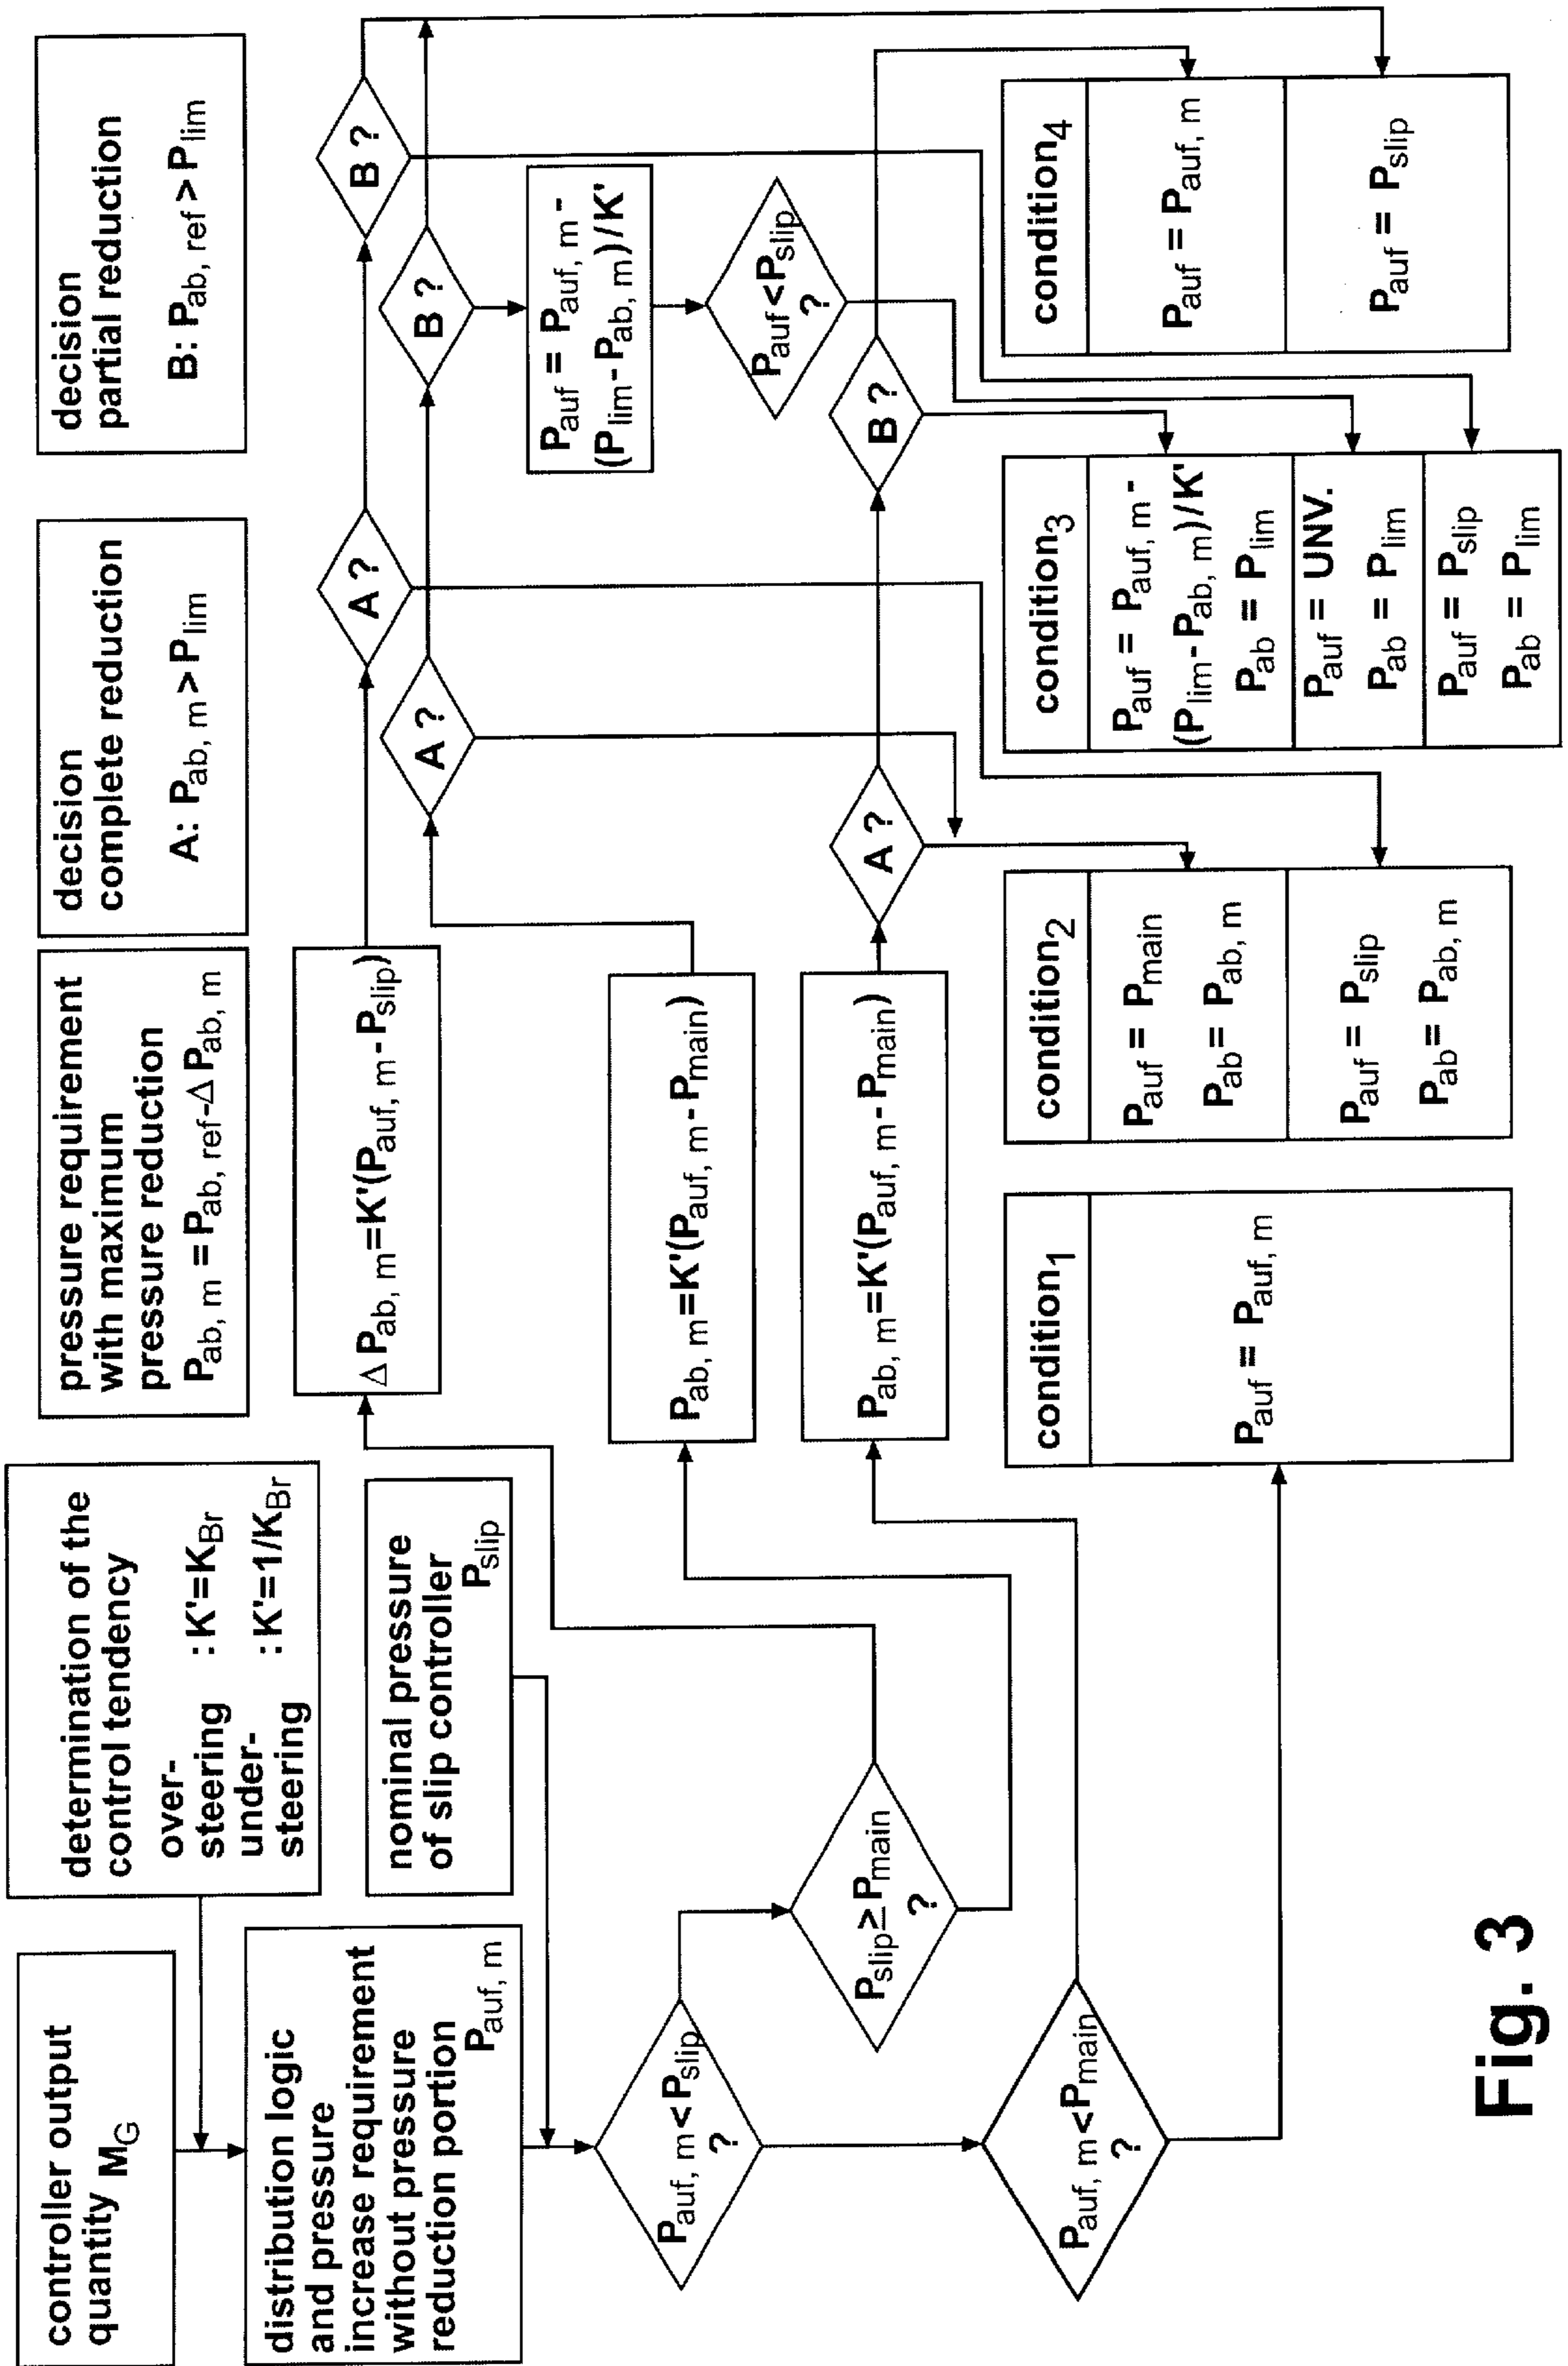 controller output
quantity M_G
determination of the
control tendency
over-
steering :K'=K_Br
under-
steering :K'=1/K_Br
pressure requirement
with maximum
pressure reduction
P_ab, m = P_ab, ref - Δ P_ab, m
decision
complete reduction
A: P_ab, m > P_lim
decision
partial reduction
B: P_ab, ref > P_lim
distribution logic
and pressure
increase requirement
without pressure
reduction portion
P_auf, m
nominal pressure
of slip controller
P_slip
Δ P_ab, m = K'(P_auf, m - P_slip)
A ?
B ?
A ?
B ?
P_auf = P_auf, m -
(P_lim - P_ab, m) / K'
P_auf, m < P_slip
?
P_slip ≥ P_main
?
P_ab, m = K'(P_auf, m - P_main)
P_auf < P_slip
?
P_ab, m = K'(P_auf, m - P_main)
A ?
B ?
P_auf, m < P_main
?
condition_1
P_auf = P_auf, m
condition_2
P_auf = P_main
P_ab = P_ab, m
P_auf = P_slip
P_ab = P_ab, m
condition_3
P_auf = P_auf, m -
(P_lim - P_ab, m) / K'
P_ab = P_lim
P_auf = UNV.
P_ab = P_lim
P_auf = P_slip
P_ab = P_lim
condition_4
P_auf = P_auf, m
P_auf = P_slip
Fig. 3